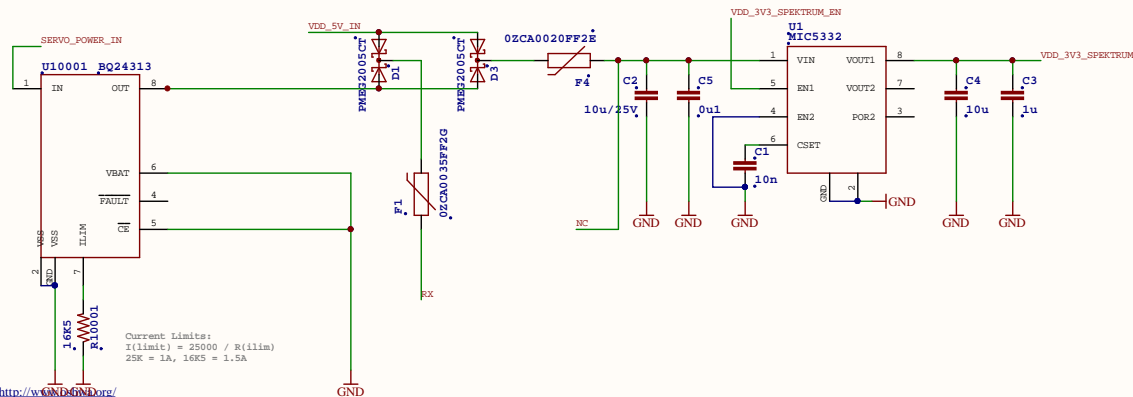 VDD_3V3_SPEKTRUM_EN
VDD_5V_IN
SERVO_POWER_IN
U10001 BQ24313
1 IN
OUT 8
VBAT 6
FAULT 4
CE 5
VSS
VSS
ILIM
2
GND
7
16K5
R10001
Current Limits:
I(limit) = 25000 / R(ilim)
25K = 1A, 16K5 = 1.5A
GND
GND
GND
PMEG2005CT
D1
PMEG2005CT
D3
F1
0ZCA0035FF2G
RX
0ZCA0020FF2E
F4
NC
C2
10u/25V
GND
C5
0u1
GND
C1
10n
GND
U1
MIC5332
1 VIN
5 EN1
4 EN2
6 CSET
VOUT1 8
VOUT2 7
POR2 3
GND
2
GND
VDD_3V3_SPEKTRUM
C4
10u
GND
C3
1u
GND